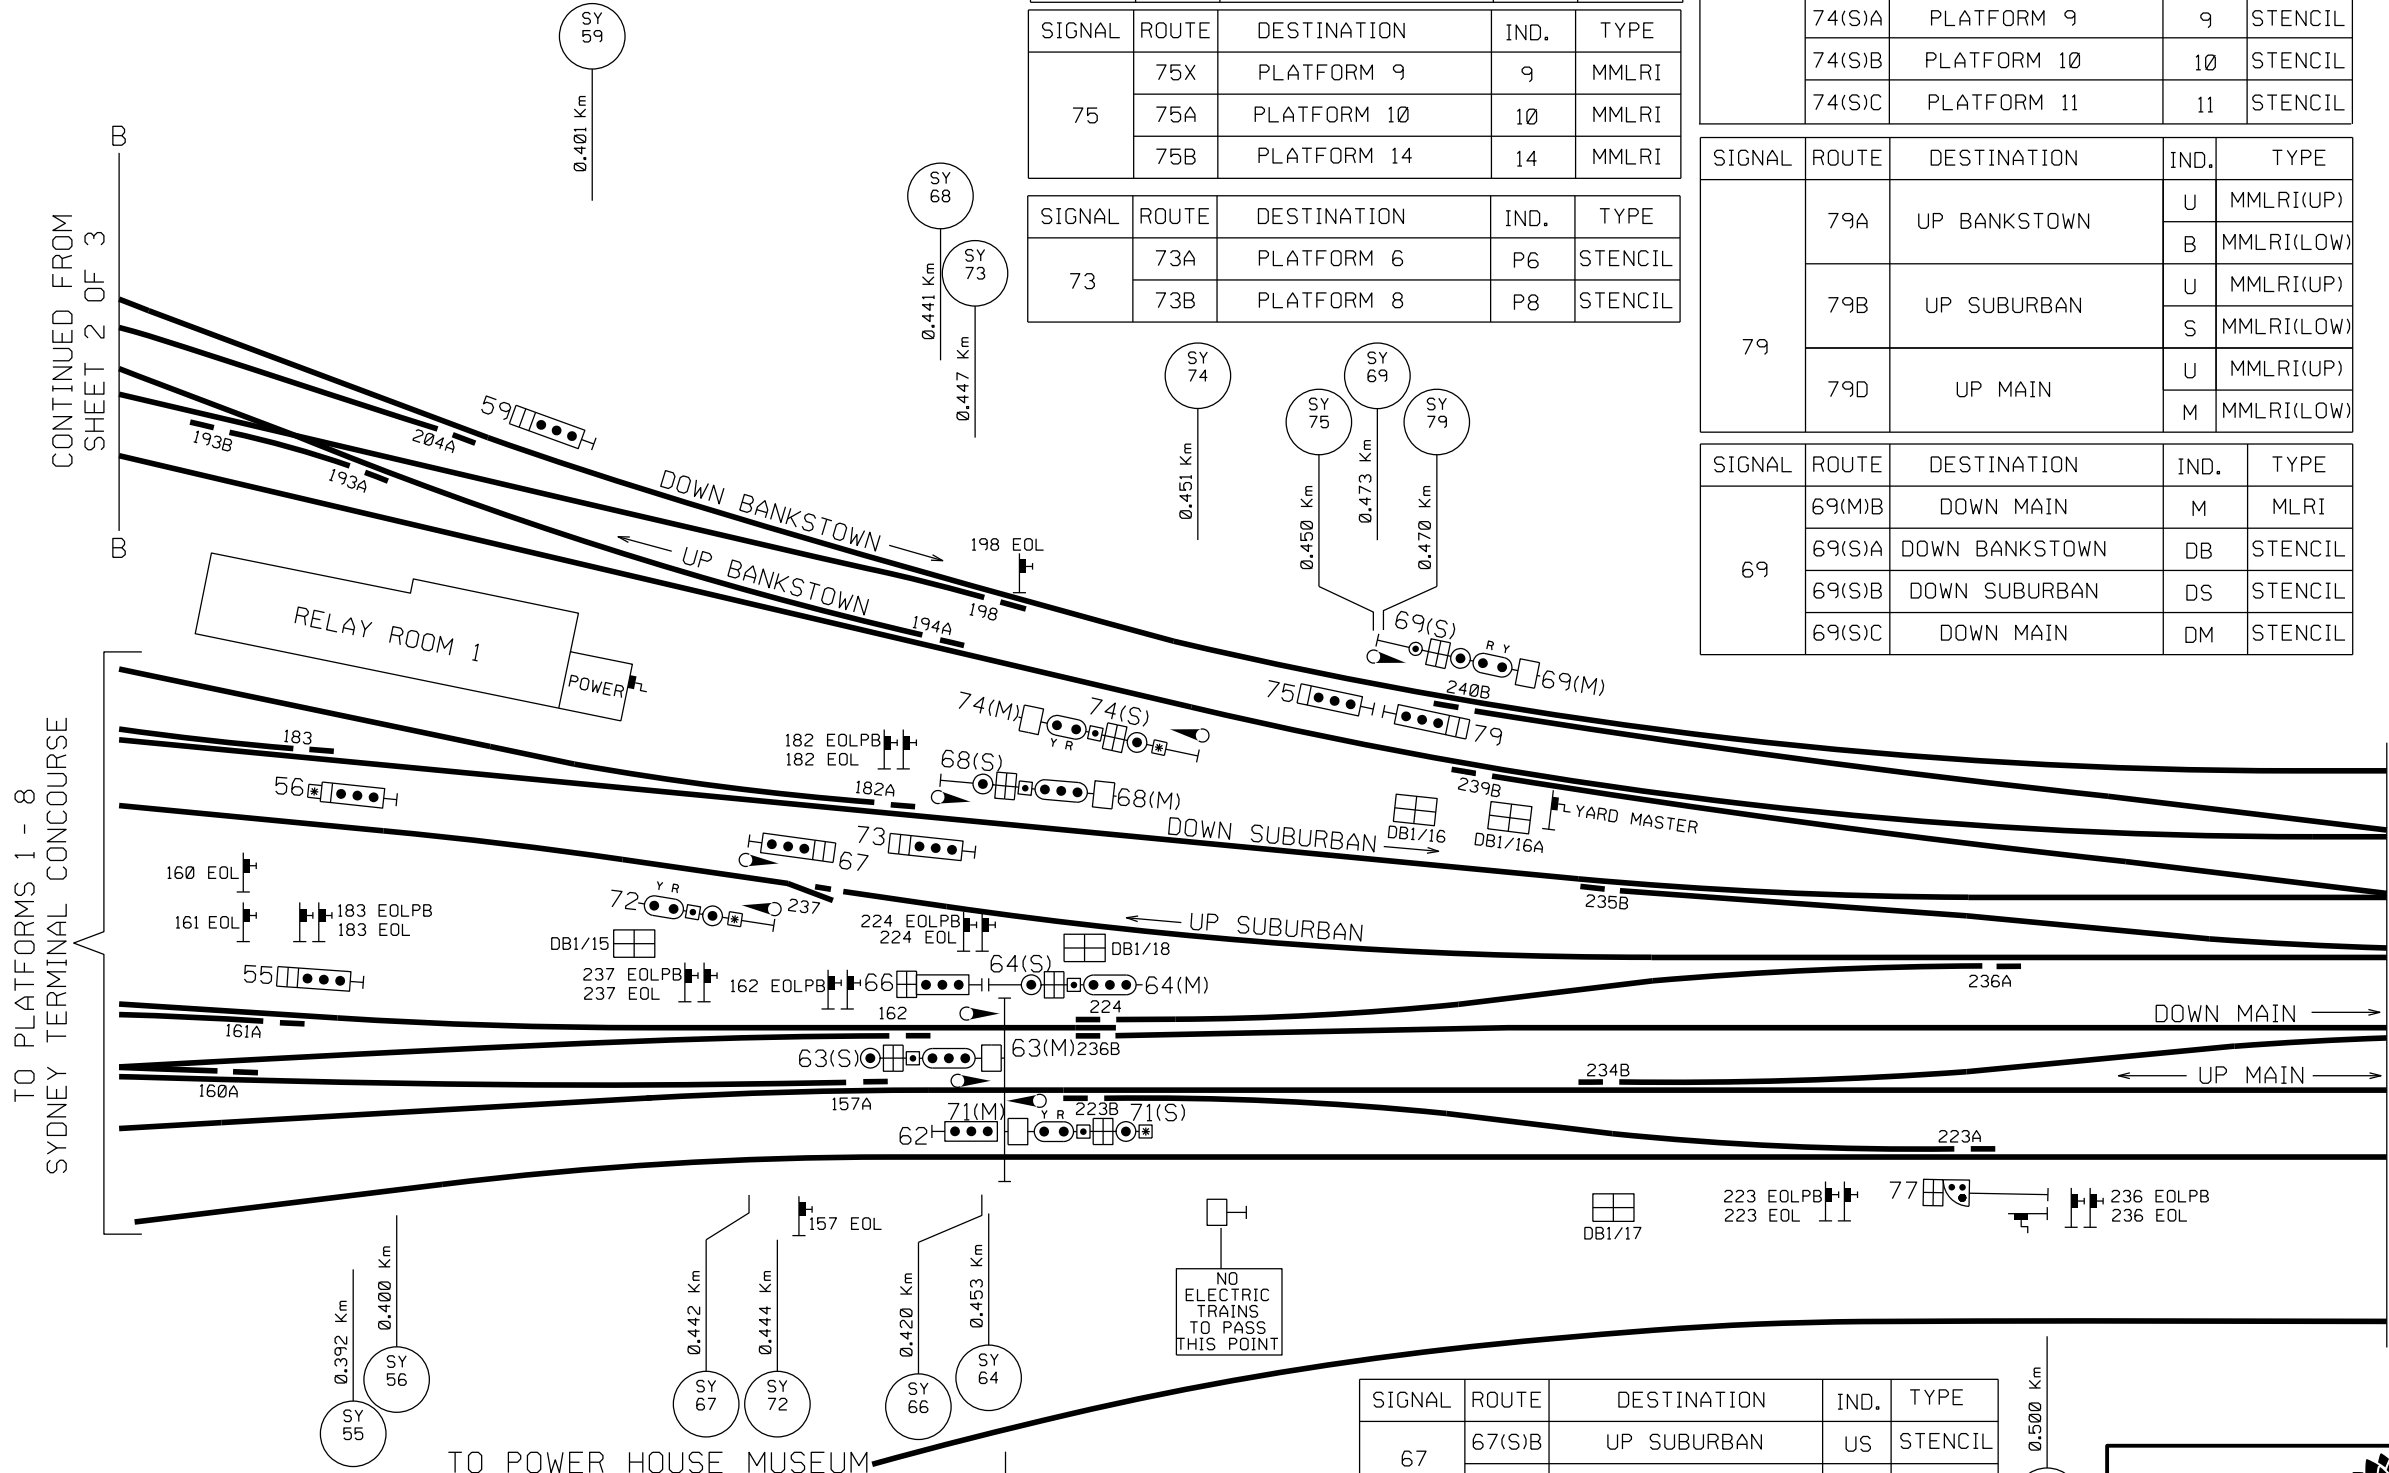 SY
59
0.401 Km
B
CONTINUED FROM
SHEET 2 OF 3
B
SY
68
0.441 Km
SY
73
0.447 Km
SIGNAL ROUTE DESTINATION IND. TYPE
75
75X PLATFORM 9 9 MMLRI
75A PLATFORM 10 10 MMLRI
75B PLATFORM 14 14 MMLRI
SIGNAL ROUTE DESTINATION IND. TYPE
73
73A PLATFORM 6 P6 STENCIL
73B PLATFORM 8 P8 STENCIL
74(S)A PLATFORM 9 9 STENCIL
74(S)B PLATFORM 10 10 STENCIL
74(S)C PLATFORM 11 11 STENCIL
SIGNAL ROUTE DESTINATION IND. TYPE
79
79A UP BANKSTOWN U MMLRI(UP)
B MMLRI(LOW)
79B UP SUBURBAN U MMLRI(UP)
S MMLRI(LOW)
79D UP MAIN U MMLRI(UP)
M MMLRI(LOW)
SIGNAL ROUTE DESTINATION IND. TYPE
69
69(M)B DOWN MAIN M MLRI
69(S)A DOWN BANKSTOWN DB STENCIL
69(S)B DOWN SUBURBAN DS STENCIL
69(S)C DOWN MAIN DM STENCIL
SY
74
0.451 Km
SY
75
0.450 Km
SY
69
0.473 Km
SY
79
0.470 Km
59
193B
204A
193A
DOWN BANKSTOWN
UP BANKSTOWN
198 EOL
198
194A
RELAY ROOM 1
POWER
69(S)
R Y
69(M)
240B
75
79
74(M)
74(S)
Y R
182 EOLPB
182 EOL
183
56
68(S)
68(M)
182A
239B
YARD MASTER
DB1/16
DB1/16A
DOWN SUBURBAN
73
67
TO PLATFORMS 1 - 8
SYDNEY TERMINAL CONCOURSE
160 EOL
161 EOL
183 EOLPB
183 EOL
72
Y R
237
235B
DB1/15
224 EOLPB
224 EOL
DB1/18
UP SUBURBAN
55
237 EOLPB
237 EOL
162 EOLPB
66
64(S)
64(M)
236A
162
224
161A
DOWN MAIN
63(S)
63(M)
236B
160A
157A
234B
UP MAIN
71(M)
Y R
223B
71(S)
62
223A
157 EOL
DB1/17
223 EOLPB
223 EOL
77
236 EOLPB
236 EOL
NO
ELECTRIC
TRAINS
TO PASS
THIS POINT
0.392 Km
SY
55
0.400 Km
SY
56
0.442 Km
SY
67
0.444 Km
SY
72
0.420 Km
SY
66
0.453 Km
SY
64
0.500 Km
TO POWER HOUSE MUSEUM
SIGNAL ROUTE DESTINATION IND. TYPE
67
67(S)B UP SUBURBAN US STENCIL